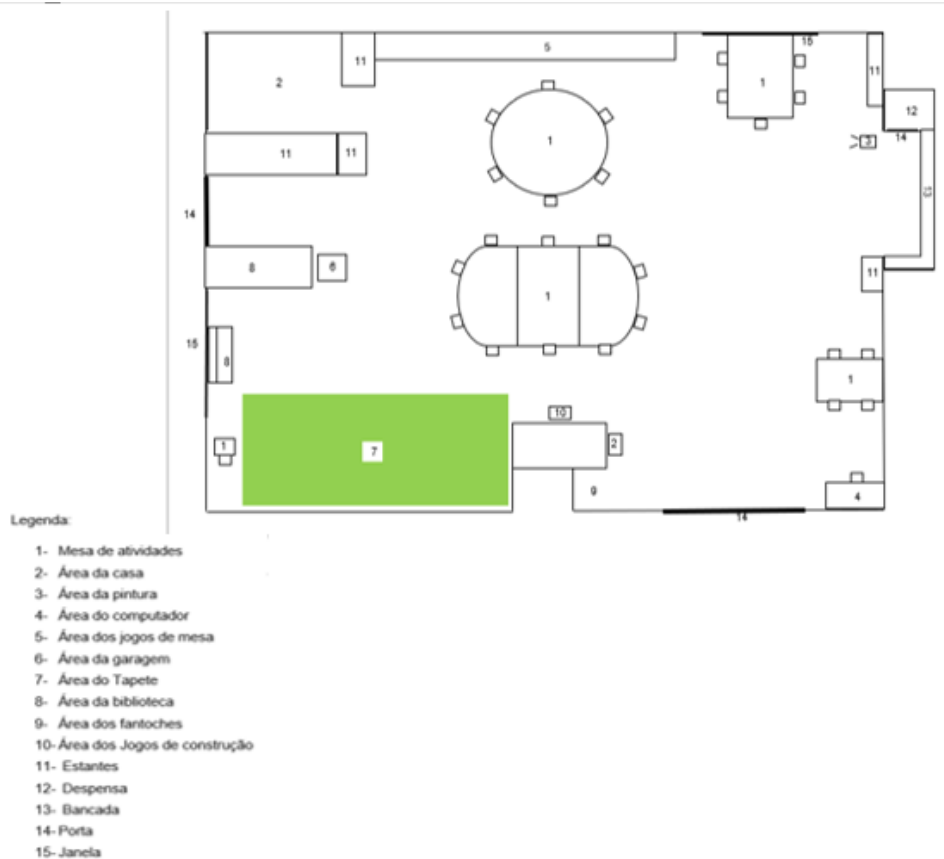 5
15
11
2
1
11
12
1
14
3
11
11
13
14
8
6
1
11
15
8
1
10
1
7
2
9
4
14
Legenda:
1- Mesa de atividades
2- Área da casa
3- Área da pintura
4- Área do computador
5- Área dos jogos de mesa
6- Área da garagem
7- Área do Tapete
8- Área da biblioteca
9- Área dos fantoches
10- Área dos Jogos de construção
11- Estantes
12- Despensa
13- Bancada
14- Porta
15- Janela